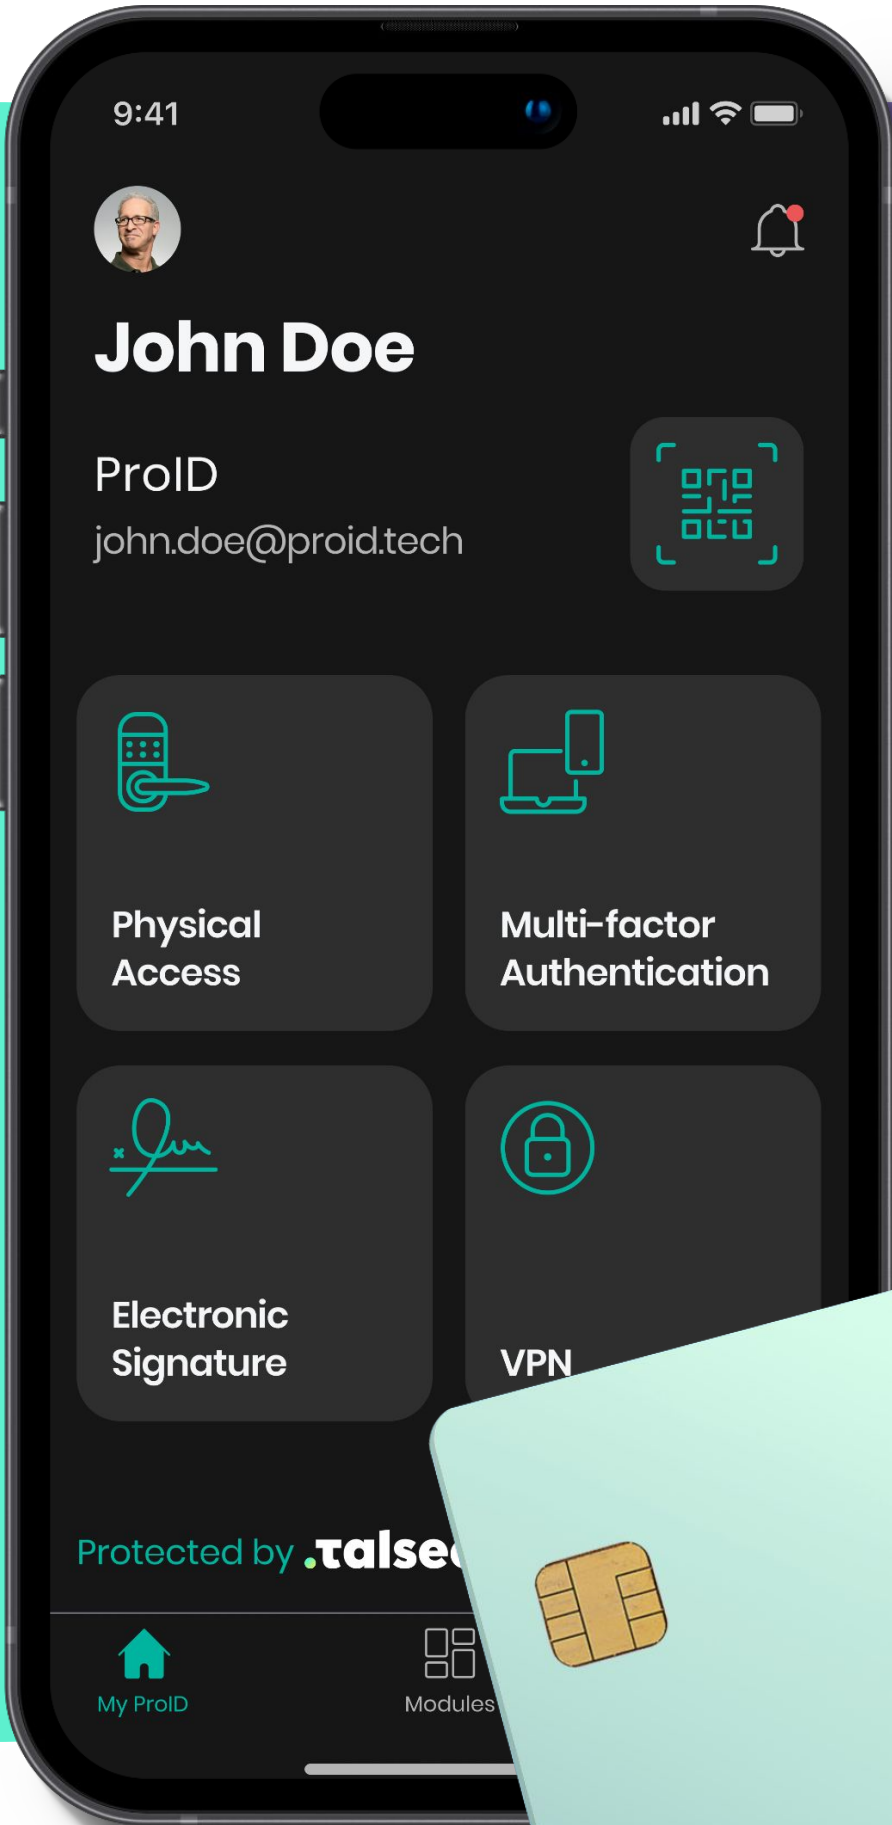 9:41
John Doe
ProID
john.doe@proid.tech
Physical
Access
Multi-factor
Authentication
Electronic
Signature
VPN
Protected by
My ProID
Modules